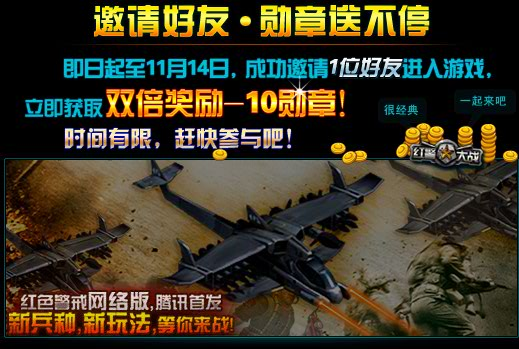 邀请好友·勋章送不停
即日起至11月14日，成功邀请1位好友进入游戏，
立即获取双倍奖励—10勋章！
时间有限，赶快参与吧！
很经典
一起来吧
红警大战
红色警戒网络版，腾讯首发
新兵种，新玩法，等你来战！